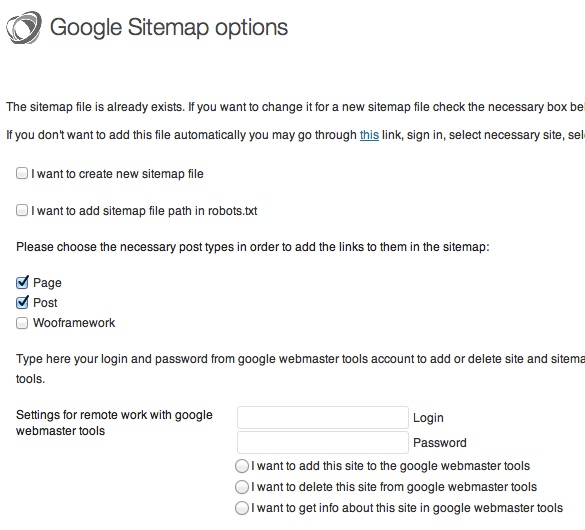 Google Sitemap options
The sitemap file is already exists. If you want to change it for a new sitemap file check the necessary box
If you don't want to add this file automatically you may go through this link, sign in, select necessary site,
I want to create new sitemap file
I want to add sitemap file path in robots.txt
Please choose the necessary post types in order to add the links to them in the sitemap:
Page
Post
Wooframework
Type here your login and password from google webmaster tools account to add or delete site and
tools.
Settings for remote work with google
webmaster tools
Login
Password
I want to add this site to the google webmaster tools
I want to delete this site from google webmaster tools
I want to get info about this site in google webmaster tools